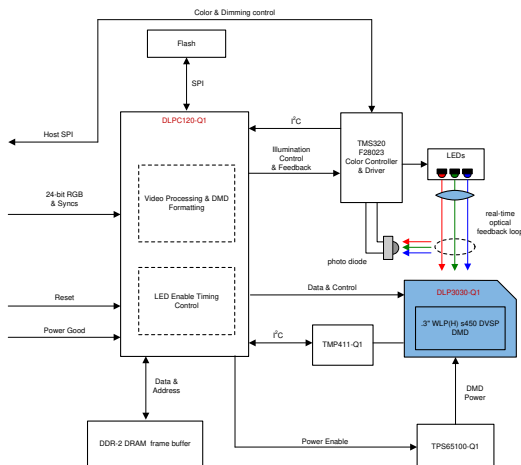 Color & Dimming control
Flash
SPI
DLPC120-Q1
Host SPI
I²C
TMS320
F28023
Color Controller
& Driver
LEDs
Illumination
Control
& Feedback
24-bit RGB
& Syncs
Video Processing & DMD
Formatting
real-time
optical
feedback loop
photo diode
LED Enable Timing
Control
Data & Control
DLP3030-Q1
Reset
.3" WLP(H) s450 DVSP
DMD
Power Good
I²C
TMP411-Q1
Data &
Address
DMD
Power
DDR-2 DRAM frame buffer
Power Enable
TPS65100-Q1